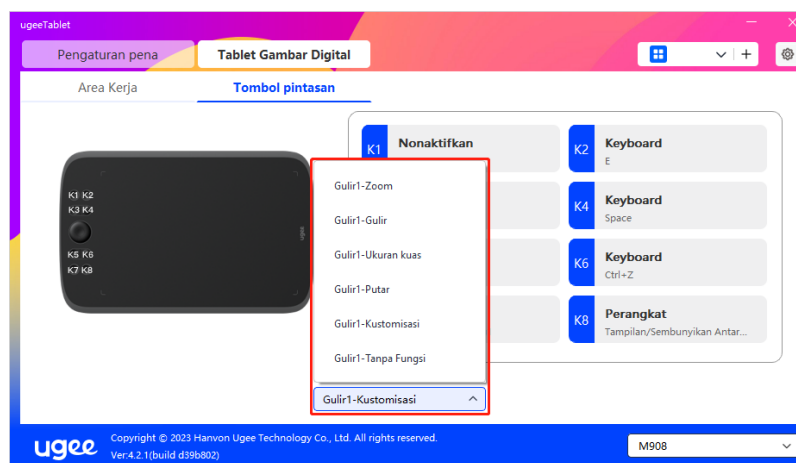 ugeeTablet
Pengaturan pena
Tablet Gambar Digital
Area Kerja
Tombol pintasan
K1 K2
K3 K4
K5 K6
K7 K8
ugee
K1
Nonaktifkan
K2
Keyboard
E
K4
Keyboard
Space
K6
Keyboard
Ctrl+Z
K8
Perangkat
Tampilan/Sembunyikan Antar...
Gulir1-Zoom
Gulir1-Gulir
Gulir1-Ukuran kuas
Gulir1-Putar
Gulir1-Kustomisasi
Gulir1-Tanpa Fungsi
Gulir1-Kustomisasi
ugee
Copyright © 2023 Hanvon Ugee Technology Co., Ltd. All rights reserved.
Ver.4.2.1(build d39b802)
M908